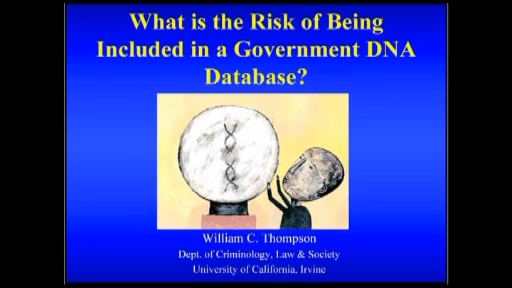 What is the Risk of Being
Included in a Government DNA
Database?
William C. Thompson
Dept. of Criminology, Law & Society
University of California, Irvine